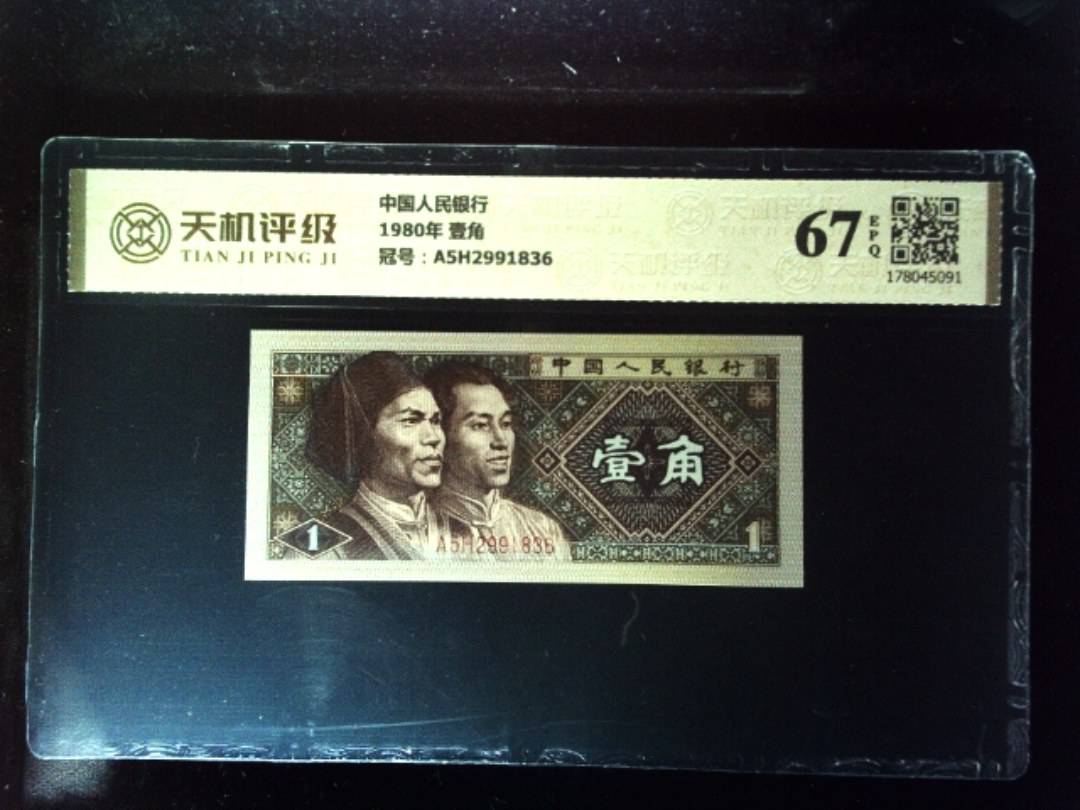 天机评级
TIAN JI PING JI
中国人民银行
1980年 壹角
冠号：A5H2991836
67
EPQ
178045091
中国人民银行
壹角
1
A5H2991836
1